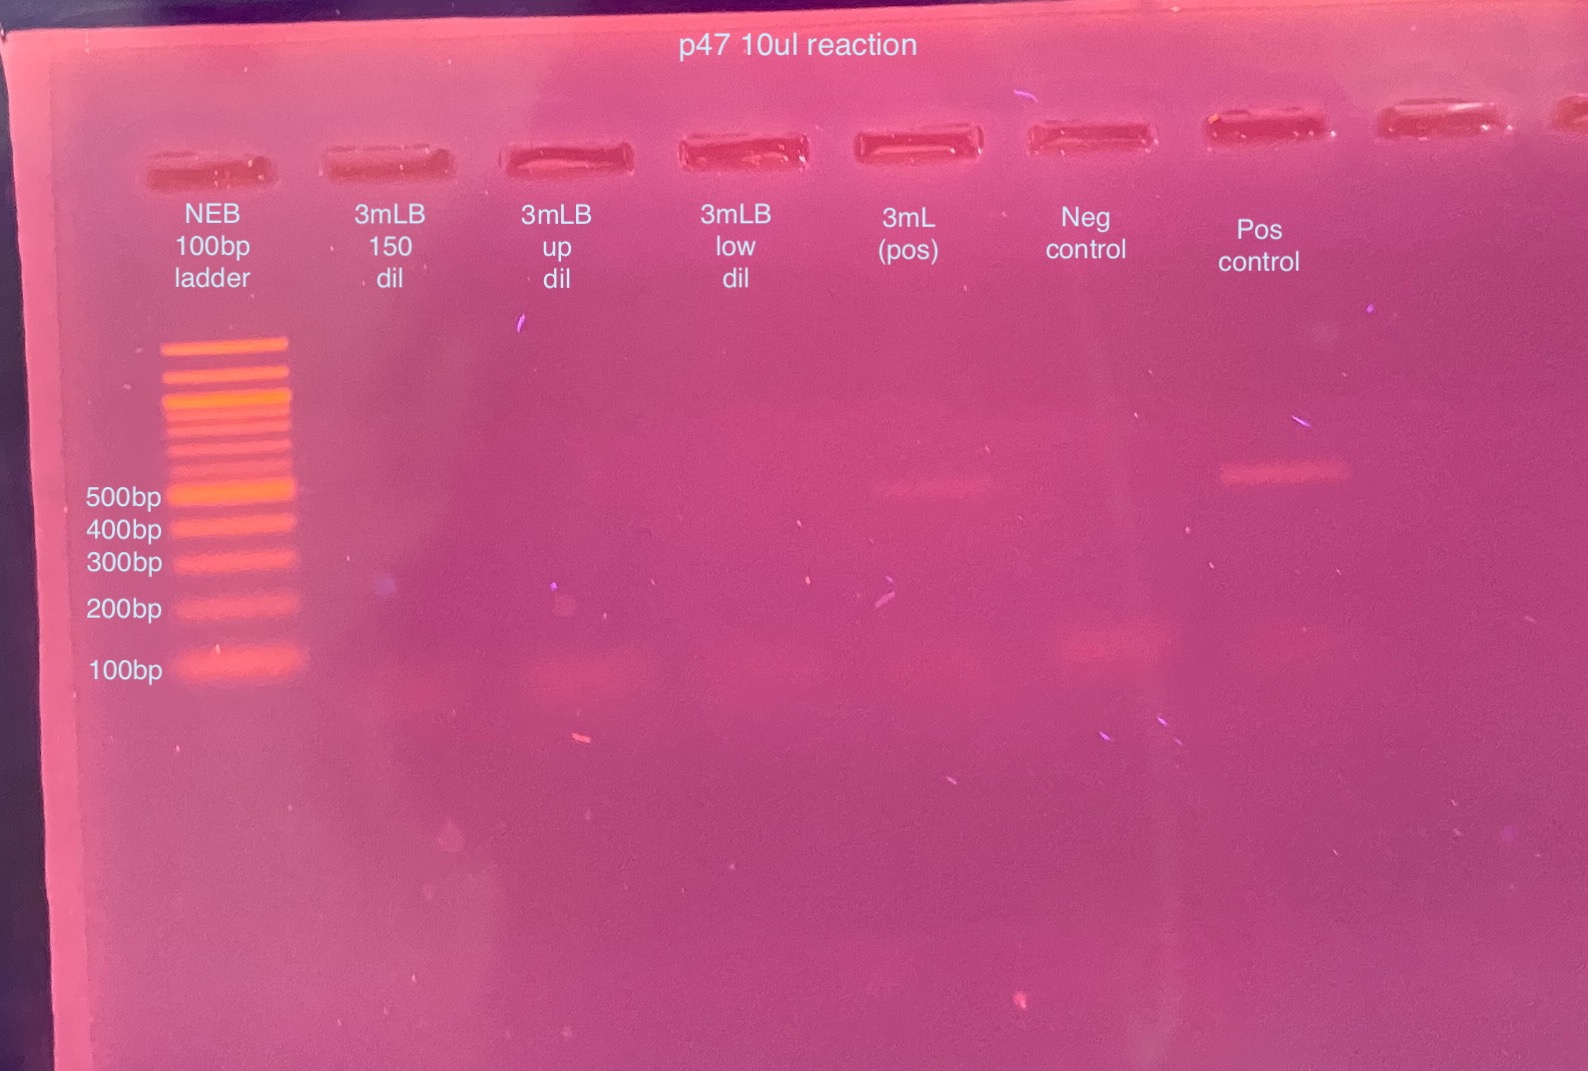 p47 10ul reaction
NEB
100bp
ladder
3mLB
150
dil
3mLB
up
dil
3mLB
low
dil
3mL
(pos)
Neg
control
Pos
control
500bp
400bp
300bp
200bp
100bp